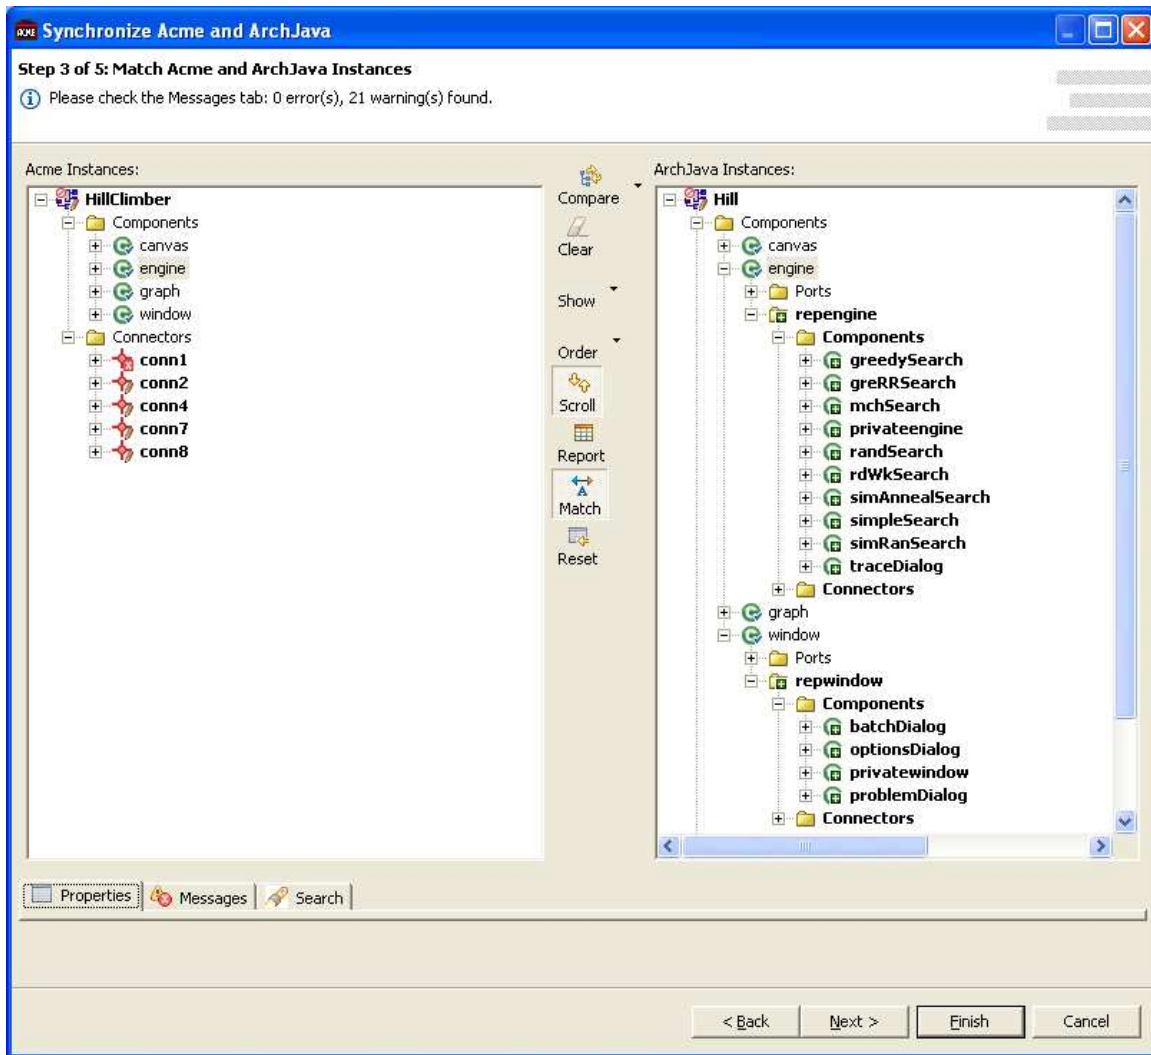 Synchronize Acme and ArchJava
Step 3 of 5: Match Acme and ArchJava Instances
Please check the Messages tab: 0 error(s), 21 warning(s) found.
Acme Instances:
HillClimber
Components
canvas
engine
graph
window
Connectors
conn1
conn2
conn4
conn7
conn8
Compare
Clear
Show
Order
Scroll
Report
Match
Reset
ArchJava Instances:
Hill
Components
canvas
engine
Ports
repengine
Components
greedySearch
greRRSearch
mchSearch
privateengine
randSearch
rdWkSearch
simAnnealSearch
simpleSearch
simRanSearch
traceDialog
Connectors
graph
window
Ports
repwindow
Components
batchDialog
optionsDialog
privatewindow
problemDialog
Connectors
Properties Messages Search
< Back Next > Finish Cancel